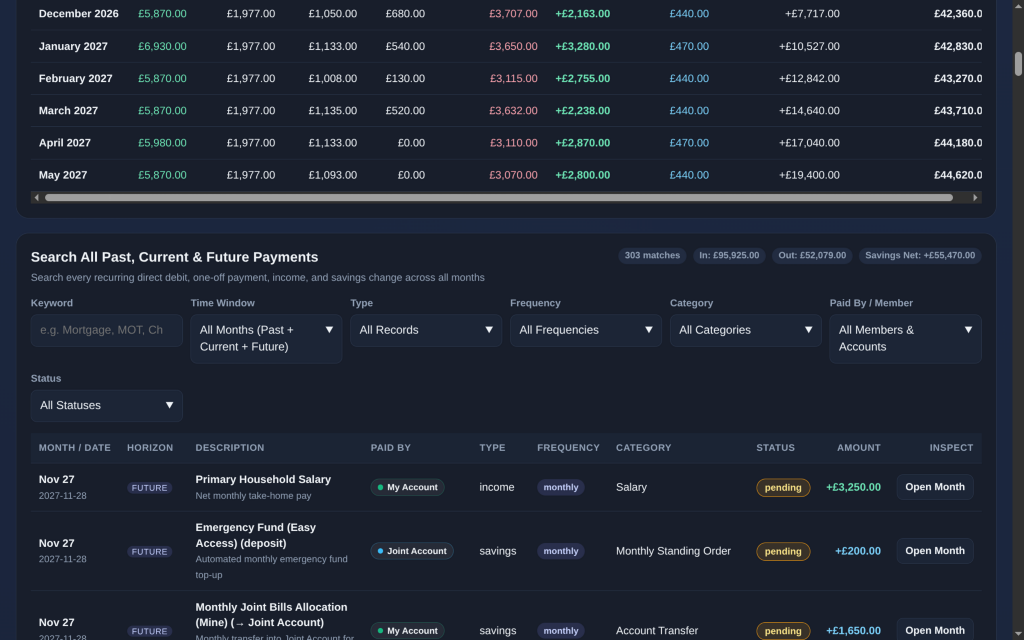 December 2026 £5,870.00 £1,977.00 £1,050.00 £680.00 £3,707.00 +£2,163.00 £440.00 +£7,717.00 £42,360.0
January 2027 £6,930.00 £1,977.00 £1,133.00 £540.00 £3,650.00 +£3,280.00 £470.00 +£10,527.00 £42,830.0
February 2027 £5,870.00 £1,977.00 £1,008.00 £130.00 £3,115.00 +£2,755.00 £440.00 +£12,842.00 £43,270.0
March 2027 £5,870.00 £1,977.00 £1,135.00 £520.00 £3,632.00 +£2,238.00 £440.00 +£14,640.00 £43,710.0
April 2027 £5,980.00 £1,977.00 £1,133.00 £0.00 £3,110.00 +£2,870.00 £470.00 +£17,040.00 £44,180.0
May 2027 £5,870.00 £1,977.00 £1,093.00 £0.00 £3,070.00 +£2,800.00 £440.00 +£19,400.00 £44,620.0
Search All Past, Current & Future Payments
303 matches In: £95,925.00 Out: £52,079.00 Savings Net: +£55,470.00
Search every recurring direct debit, one-off payment, income, and savings change across all months
Keyword Time Window Type Frequency Category Paid By / Member
e.g. Mortgage, MOT, Ch All Months (Past + All Records All Frequencies All Categories All Members &
Current + Future) Accounts
Status
All Statuses
MONTH / DATE HORIZON DESCRIPTION PAID BY TYPE FREQUENCY CATEGORY STATUS AMOUNT INSPECT
Nov 27 Primary Household Salary
FUTURE My Account income monthly Salary pending +£3,250.00 Open Month
2027-11-28 Net monthly take-home pay
Emergency Fund (Easy
Nov 27 Access) (deposit)
FUTURE Joint Account savings monthly Monthly Standing Order pending +£200.00 Open Month
2027-11-28 Automated monthly emergency fund
top-up
Monthly Joint Bills Allocation
Nov 27 (Mine) (→ Joint Account)
FUTURE My Account savings monthly Account Transfer pending +£1,650.00 Open Month
2027-11-28 Monthly transfer into Joint Account for